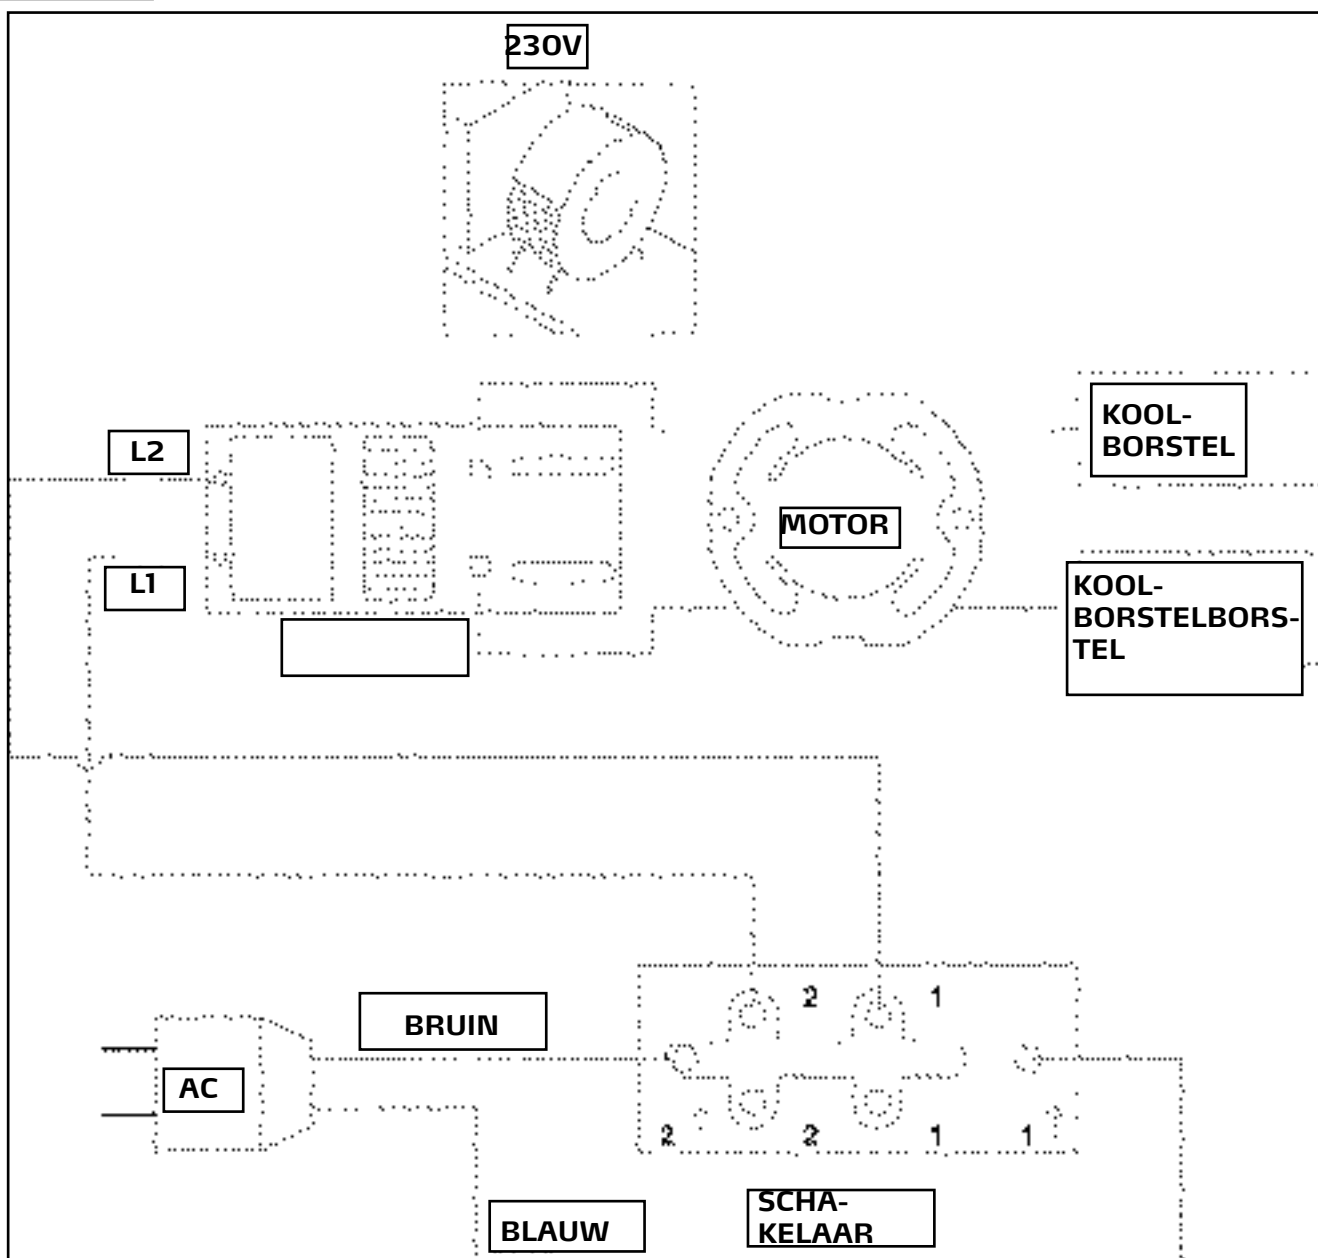 230V
L2
KOOL-
BORSTEL
MOTOR
L1
KOOL-
BORSTELBORS-
TEL
2 1
BRUIN
AC
2 2 1 1
BLAUW
SCHA-
KELAAR